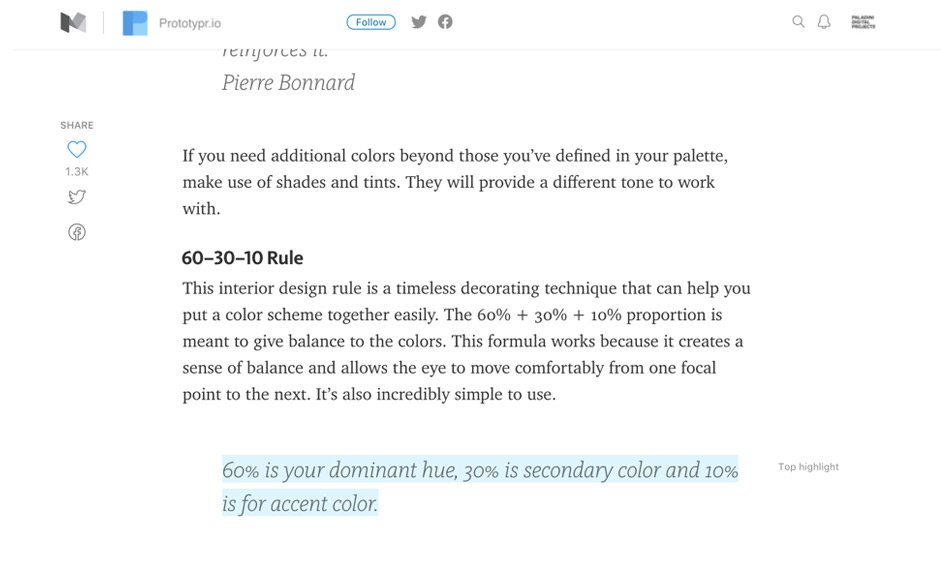 Prototypr.io
Follow
PALADINI
DIGITAL
PROJECTS
reinforces it.
Pierre Bonnard
SHARE
1.3K
If you need additional colors beyond those you’ve defined in your palette,
make use of shades and tints. They will provide a different tone to work
with.
60–30–10 Rule
This interior design rule is a timeless decorating technique that can help you
put a color scheme together easily. The 60% + 30% + 10% proportion is
meant to give balance to the colors. This formula works because it creates a
sense of balance and allows the eye to move comfortably from one focal
point to the next. It’s also incredibly simple to use.
60% is your dominant hue, 30% is secondary color and 10%
is for accent color.
Top highlight